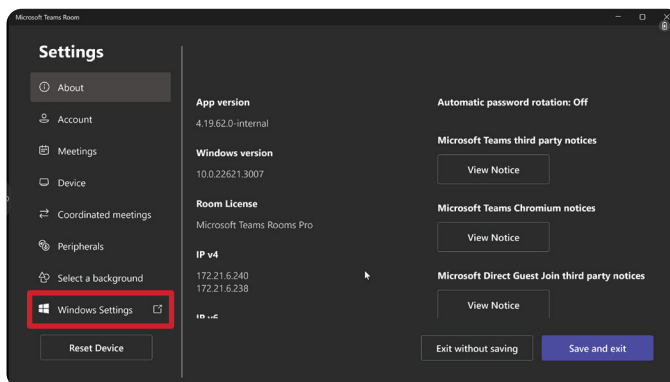 Microsoft Teams Room
Settings
About
Account
Meetings
Device
Coordinated meetings
Peripherals
Select a background
Windows Settings
Reset Device
App version
4.19.62.0-internal
Windows version
10.0.22621.3007
Room License
Microsoft Teams Rooms Pro
IP v4
172.21.6.240
172.21.6.238
IP v6
Automatic password rotation: Off
Microsoft Teams third party notices
View Notice
Microsoft Teams Chromium notices
View Notice
Microsoft Direct Guest Join third party notices
View Notice
Exit without saving
Save and exit